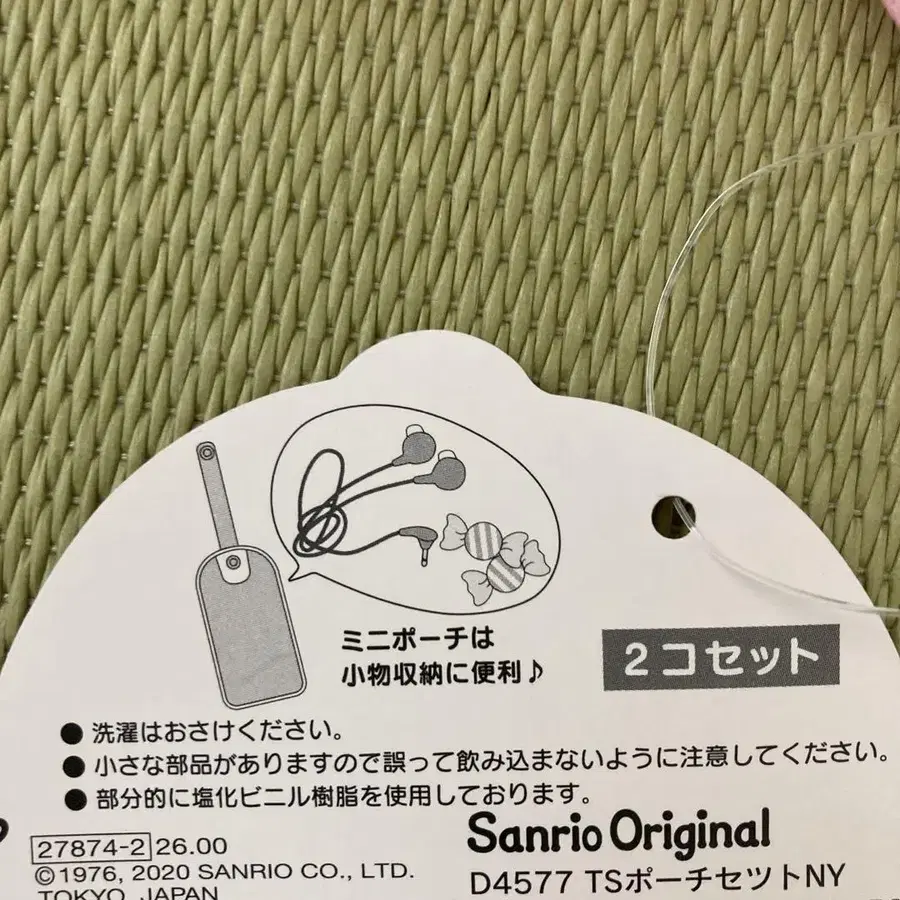 ミニポーチは
小物収納に便利♪
2コセット
●洗濯はおさけください。
●小さな部品がありますので誤って飲み込まないように注意してください。
●部分的に塩化ビニル樹脂を使用しております。
Sanrio Original
27874-2 26.00
©1976, 2020 SANRIO CO., LTD.
TOKYO, JAPAN
D4577 TSポーチセットNY